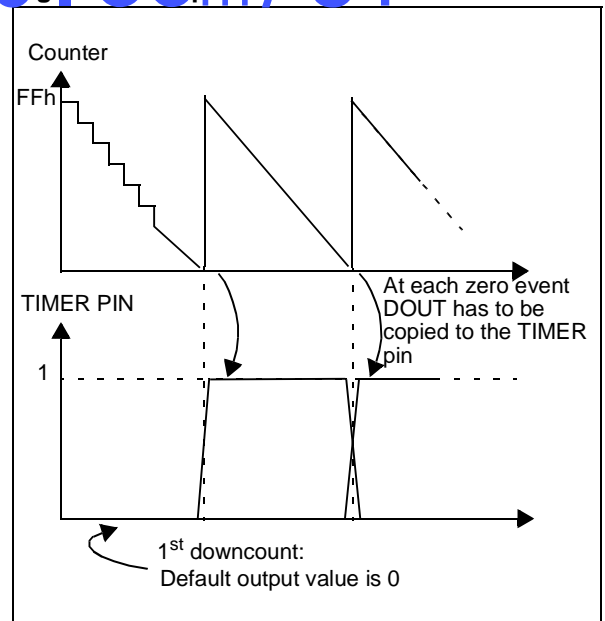 Counter
FFh
At each zero event
DOUT has to be
copied to the TIMER
pin
TIMER PIN
1
1st downcount:
Default output value is 0